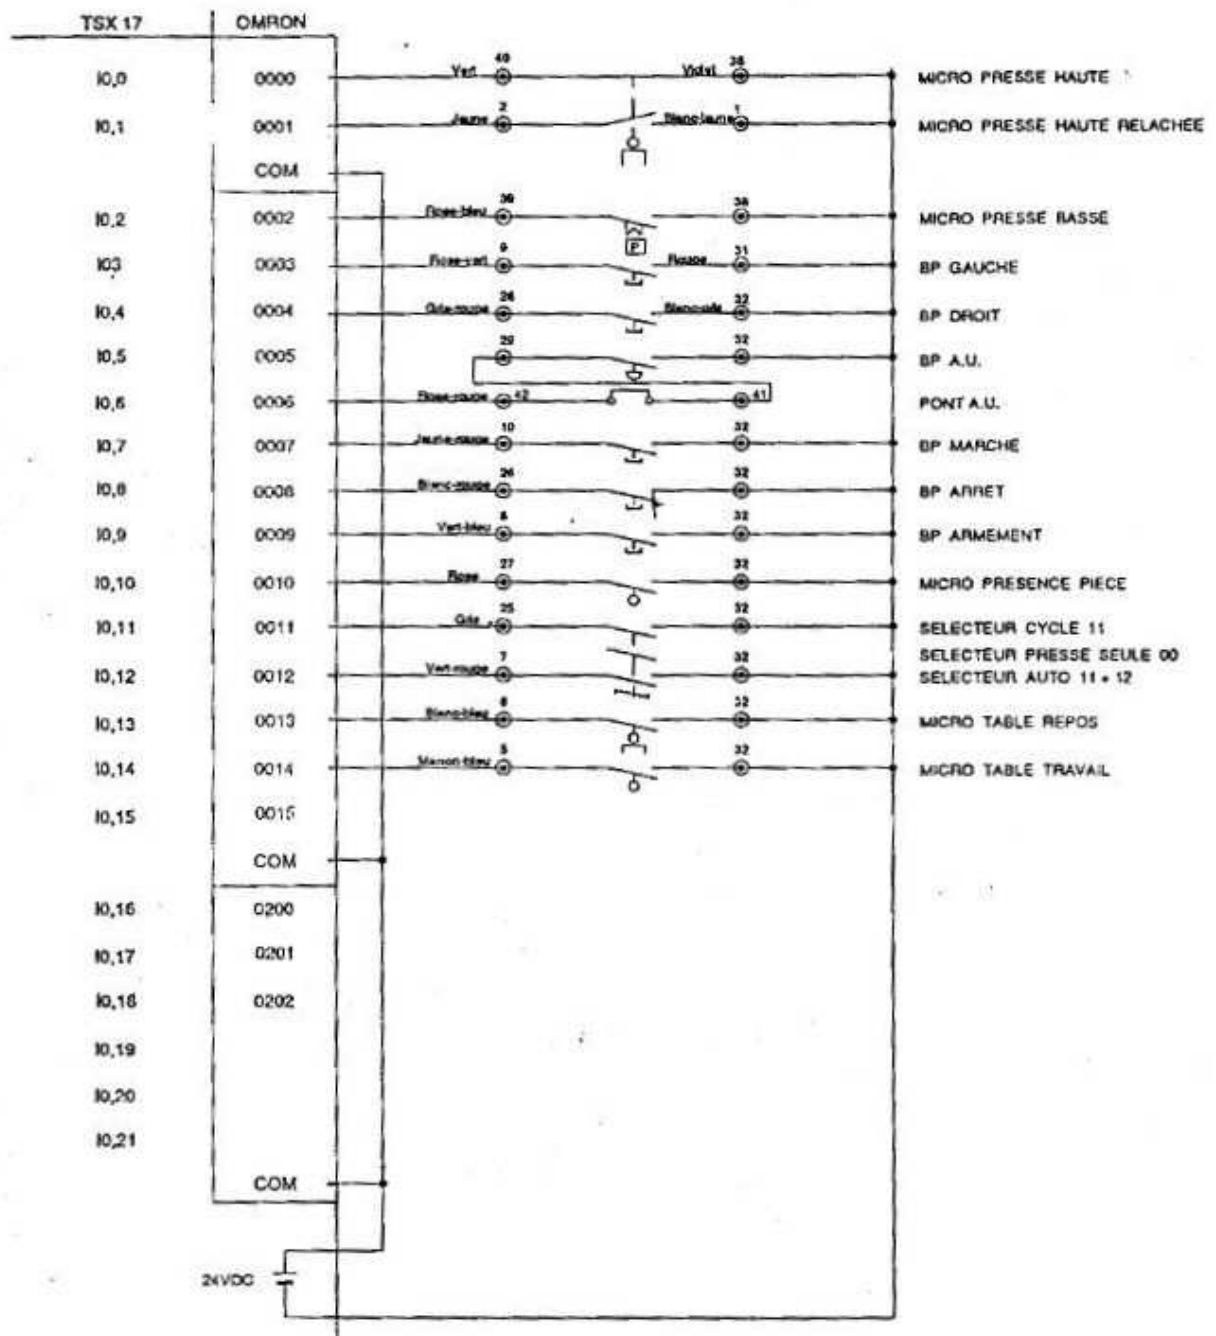 TSX 17 OMRON
I0,0 0000 Vert 40 Violet 38 MICRO PRESSE HAUTE
I0,1 0001 Jaune 2 Blanc-jaune 1 MICRO PRESSE HAUTE RELACHEE
COM
I0,2 0002 Rose-bleu 39 38 MICRO PRESSE BASSE
P
I03 0003 Rose-vert 9 Rouge 31 BP GAUCHE
I0,4 0004 Gris-rouge 28 32 BP DROIT
I0,5 0005 29 32 BP A.U.
I0,6 0006 Rose-rouge 42 41 PONT A.U.
I0,7 0007 Jaune-rouge 10 32 BP MARCHE
I0,8 0008 Blanc-rouge 24 32 BP ARRET
I0,9 0009 Vert-bleu 8 32 BP ARMEMENT
I0,10 0010 Rose 27 32 MICRO PRESENCE PIECE
I0,11 0011 Gris 25 32 SELECTEUR CYCLE 11
SELECTEUR PRESSE SEULE 00
I0,12 0012 Vert-rouge 7 32 SELECTEUR AUTO 11 + 12
I0,13 0013 Blanc-bleu 6 32 MICRO TABLE REPOS
I0,14 0014 Marron-bleu 5 32 MICRO TABLE TRAVAIL
I0,15 0015
COM
I0,16 0200
I0,17 0201
I0,18 0202
I0,19
I0,20
I0,21
COM
24VDC